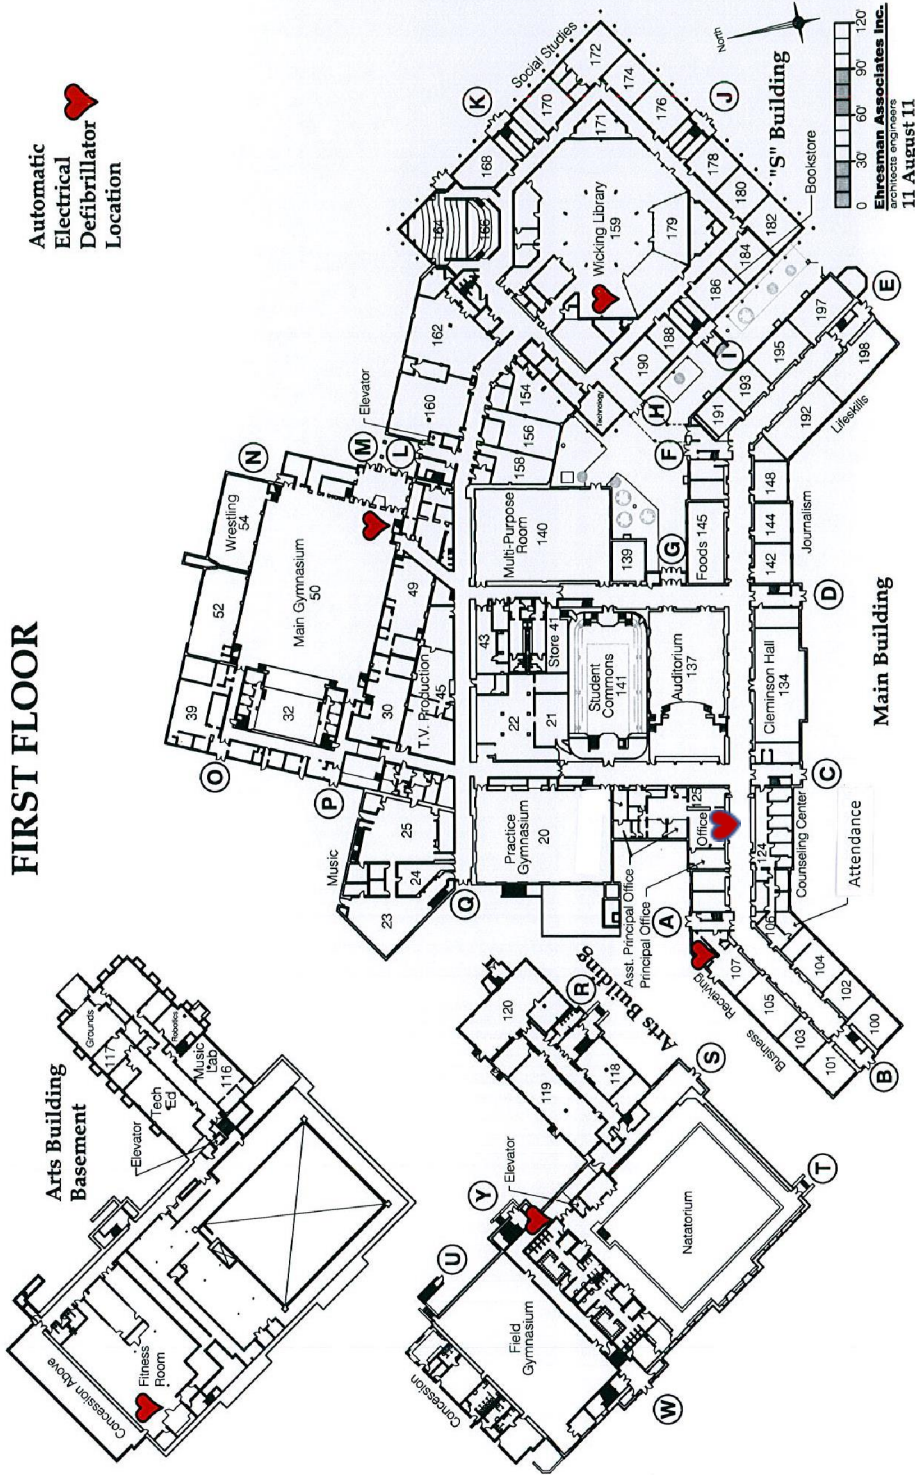 FIRST FLOOR
Automatic
Electrical
Defibrillator
Location
Arts Building
Basement
Elevator
Grounds
117
Tech
Ed
Robotics
Music
Lab
116
Concession Above
Fitness
Room
Y
Elevator
U
Concession
Field
Gymnasium
W
Natatorium
T
S
R
120
119
118
Arts Building
O
39
52
Wrestling
54
N
Main Gymnasium
50
32
P
30
49
T.V. Production
45
M
L
Elevator
Music
25
24
23
Q
Practice
Gymnasium
20
22
21
43
Store 41
Student
Commons
141
Auditorium
137
Multi-Purpose
Room
140
139
G
Foods 145
F
H
I
160
162
158
156
154
Technology
164
166
K
168
170
Social Studies
172
174
176
J
171
Wicking Library
159
179
178
180
182
184
186
188
190
"S" Building
Bookstore
191
193
195
197
E
198
192
Lifeskills
148
144
142
Journalism
D
Cleminson Hall
134
C
Main Building
Asst. Principal Office
Principal Office
Office
125
124
Counseling Center
Attendance
106
A
Receiving
107
105
103
101
Business
104
102
100
B
North
0 30' 60' 90' 120'
Ehresman Associates Inc.
architects engineers
11 August 11